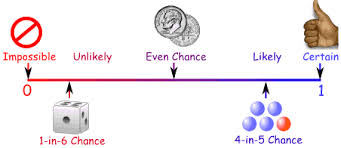 Impossible Unlikely Even Chance Likely Certain
0 1
1-in-6 Chance 4-in-5 Chance